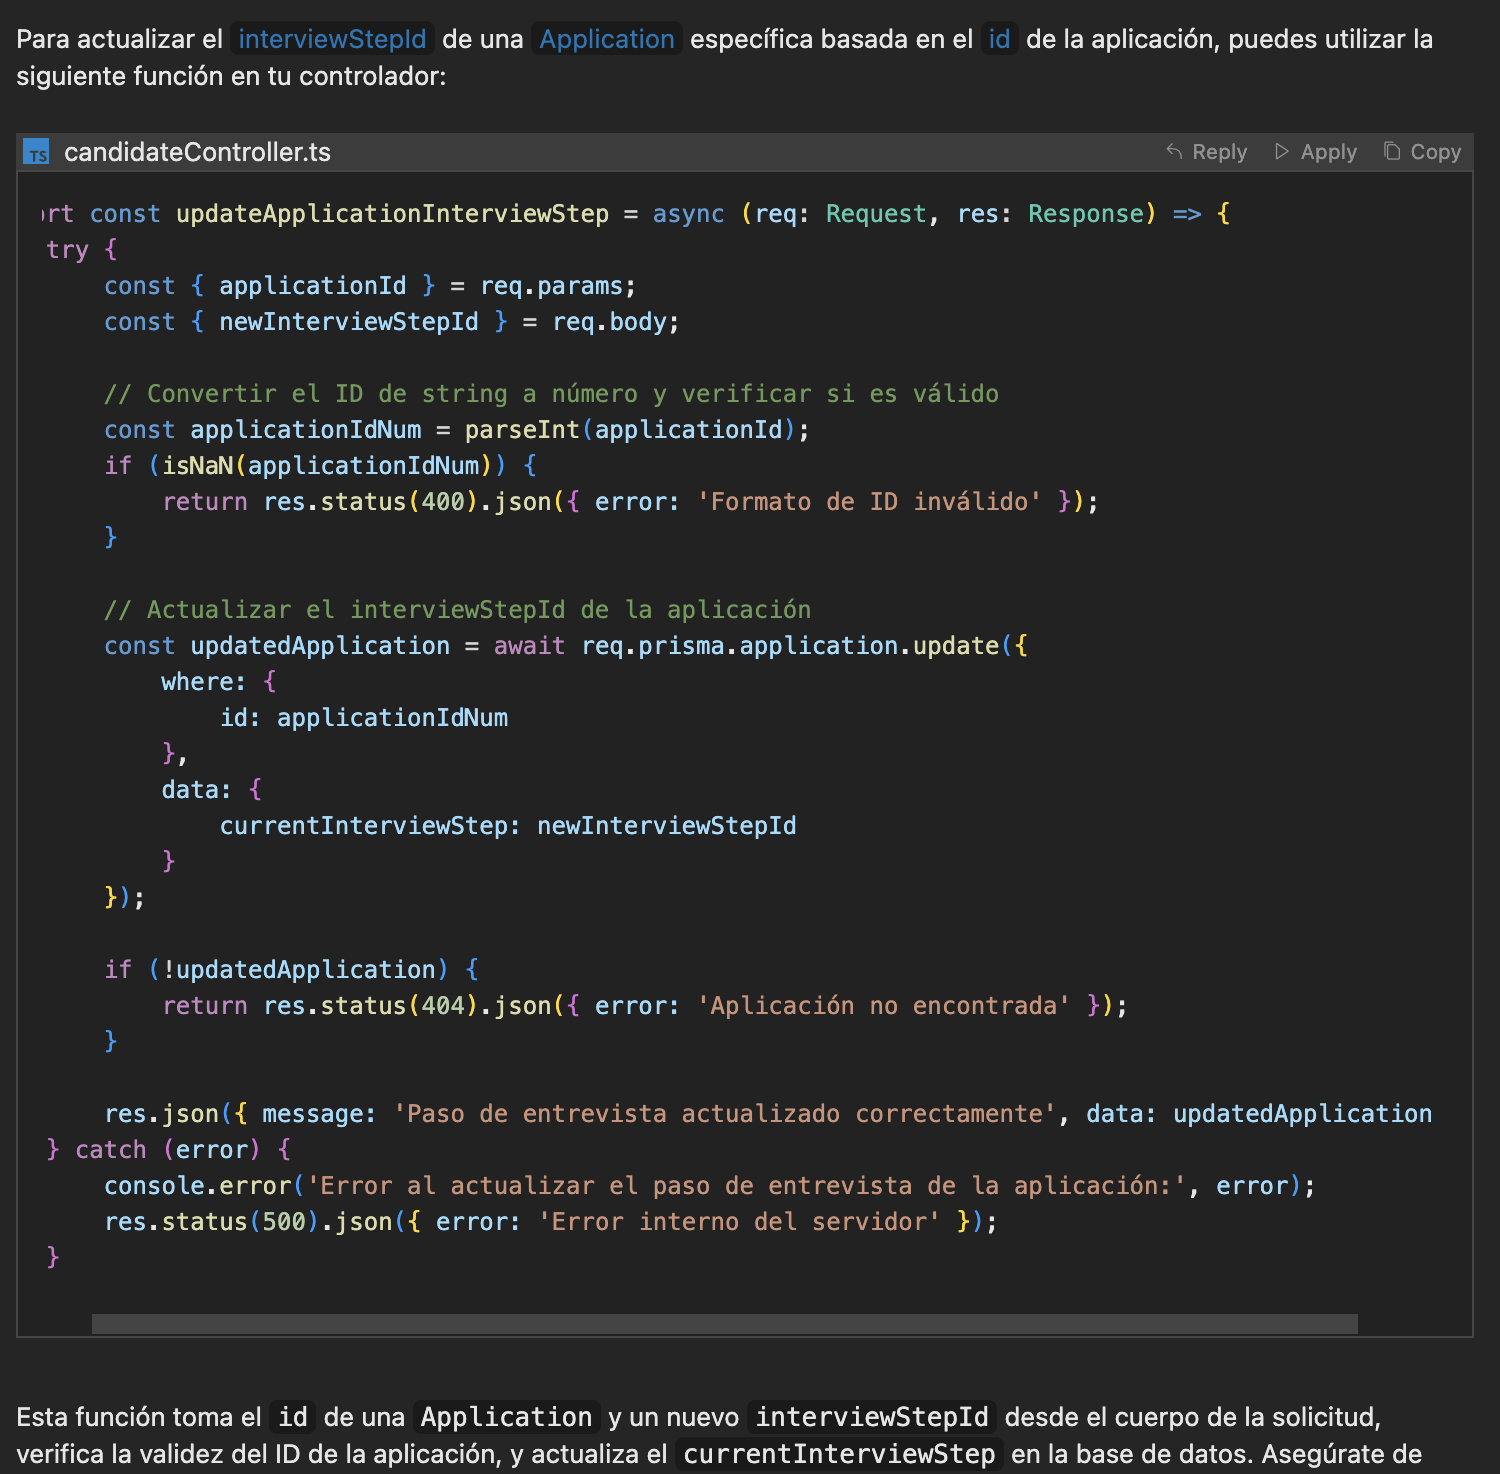 Para actualizar el interviewStepId de una Application específica basada en el id de la aplicación, puedes utilizar la
siguiente función en tu controlador:
TS candidateController.ts Reply Apply Copy
rt const updateApplicationInterviewStep = async (req: Request, res: Response) => {
try {
const { applicationId } = req.params;
const { newInterviewStepId } = req.body;
// Convertir el ID de string a número y verificar si es válido
const applicationIdNum = parseInt(applicationId);
if (isNaN(applicationIdNum)) {
return res.status(400).json({ error: 'Formato de ID inválido' });
}
// Actualizar el interviewStepId de la aplicación
const updatedApplication = await req.prisma.application.update({
where: {
id: applicationIdNum
},
data: {
currentInterviewStep: newInterviewStepId
}
});
if (!updatedApplication) {
return res.status(404).json({ error: 'Aplicación no encontrada' });
}
res.json({ message: 'Paso de entrevista actualizado correctamente', data: updatedApplication
} catch (error) {
console.error('Error al actualizar el paso de entrevista de la aplicación:', error);
res.status(500).json({ error: 'Error interno del servidor' });
}
Esta función toma el id de una Application y un nuevo interviewStepId desde el cuerpo de la solicitud,
verifica la validez del ID de la aplicación, y actualiza el currentInterviewStep en la base de datos. Asegúrate de